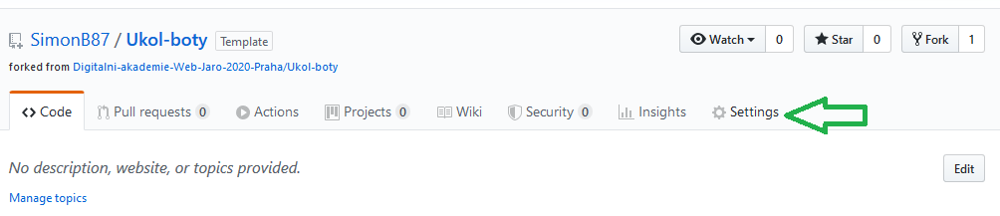 SimonB87 / Ukol-boty Template Watch 0 Star 0 Fork 1
forked from Digitalni-akademie-Web-Jaro-2020-Praha/Ukol-boty
Code Pull requests 0 Actions Projects 0 Wiki Security 0 Insights Settings
No description, website, or topics provided. Edit
Manage topics